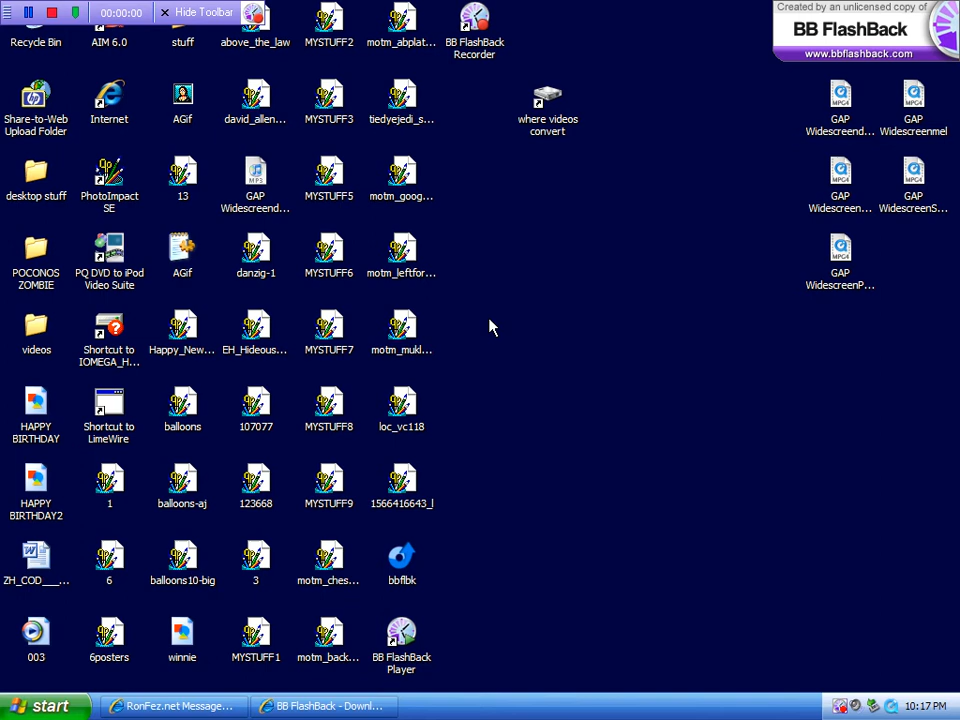 00:00:00
Hide Toolbar
Created by an unlicensed copy of
BB FlashBack
www.bbflashback.com
Recycle Bin
AIM 6.0
stuff
above_the_law
MYSTUFF2
motm_abplat...
BB FlashBack
Recorder
Share-to-Web
Upload Folder
Internet
AGif
david_allen...
MYSTUFF3
tiedyejedi_s...
where videos
convert
GAP
Widescreend...
GAP
Widescreenmel
desktop stuff
PhotoImpact
SE
13
GAP
Widescreend...
MYSTUFF5
motm_goog...
GAP
Widescreen...
GAP
WidescreenS...
POCONOS
ZOMBIE
PQ DVD to iPod
Video Suite
AGif
danzig-1
MYSTUFF6
motm_leftfor...
GAP
WidescreenP...
videos
Shortcut to
IOMEGA_H...
Happy_New...
EH_Hideous...
MYSTUFF7
motm_mukl...
HAPPY
BIRTHDAY
Shortcut to
LimeWire
balloons
107077
MYSTUFF8
loc_vc118
HAPPY
BIRTHDAY2
1
balloons-aj
123668
MYSTUFF9
1566416643_l
ZH_COD___...
6
balloons10-big
3
motm_ches...
bbflbk
003
6posters
winnie
MYSTUFF1
motm_back...
BB FlashBack
Player
start
RonFez.net Message...
BB FlashBack - Downl...
10:17 PM